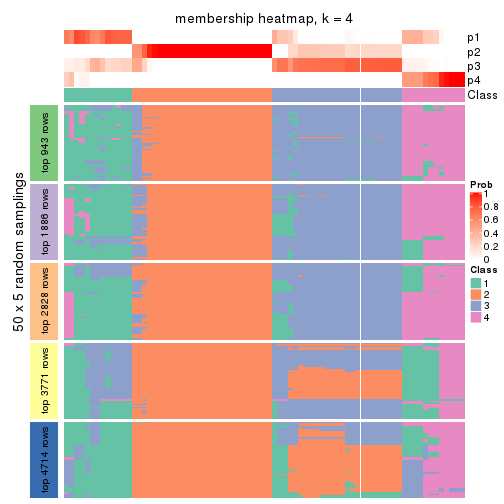 membership heatmap, k = 4
p1
p2
p3
p4
Class
50 x 5 random samplings
top 943 rows
top 1886 rows
top 2828 rows
top 3771 rows
top 4714 rows
Prob
1
0.8
0.6
0.4
0.2
0
Class
1
2
3
4